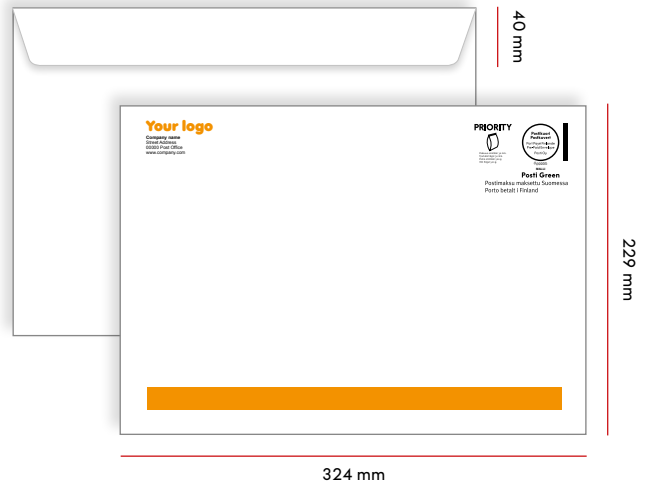 40 mm
Your logo
Company name
Street Address
00000 Post Office
www.company.com
PRIORITY
Posti Green
Postimaksu maksettu Suomessa
Porto betalt i Finland
229 mm
324 mm